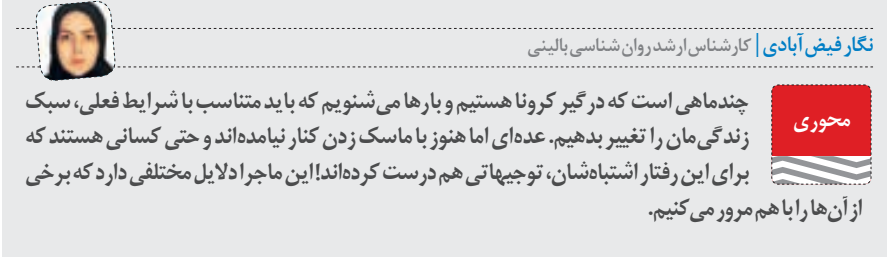 نگار فیض‌آبادی | کارشناس ارشد روان شناسی بالینی
محوری
چندماهی است که درگیر کرونا هستیم و بارها می‌شنویم که باید متناسب با شرایط فعلی، سبک
زندگی‌مان را تغییر بدهیم. عده‌ای اما هنوز با ماسک زدن کنار نیامده‌اند و حتی کسانی هستند که
برای این رفتار اشتباه‌شان، توجیهاتی هم درست کرده‌اند! این ماجرا دلایل مختلفی دارد که برخی
از آن‌ها را با هم مرور می‌کنیم.